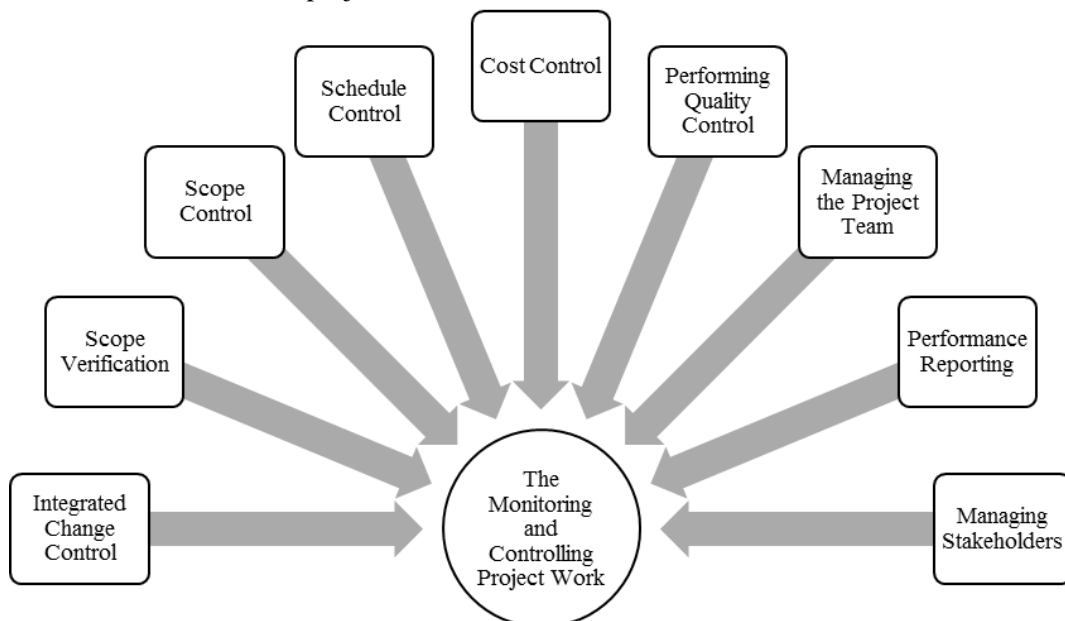 Cost Control
Schedule
Control
Performing
Quality
Control
Scope
Control
Managing
the Project
Team
Scope
Verification
Performance
Reporting
Integrated
Change
Control
The
Monitoring
and
Controlling
Project Work
Managing
Stakeholders